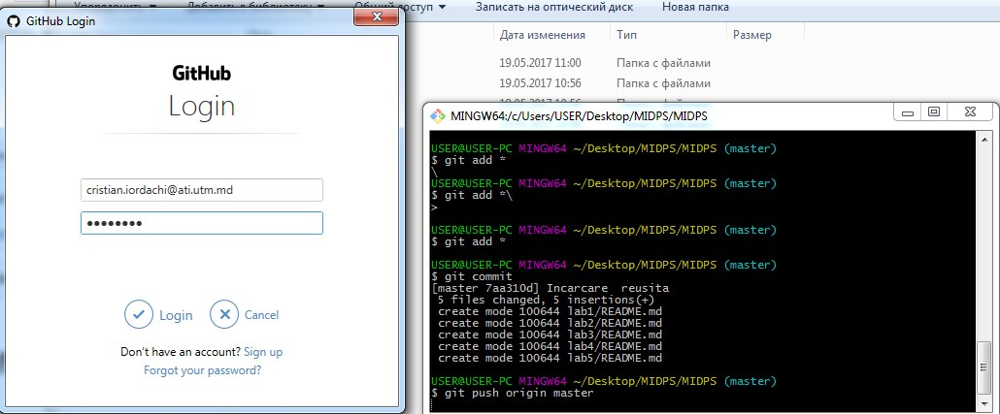 Упорядочить Добавить в библиотеку Общий доступ Записать на оптический диск Новая папка
GitHub Login
Дата изменения Тип Размер
19.05.2017 11:00 Папка с файлами
19.05.2017 10:56 Папка с файлами
GitHub
Login
cristian.iordachi@ati.utm.md
●●●●●●●●
Login Cancel
Don't have an account? Sign up
Forgot your password?
MINGW64:/c/Users/USER/Desktop/MIDPS/MIDPS
USER@USER-PC MINGW64 ~/Desktop/MIDPS/MIDPS (master)
$ git add *
\
USER@USER-PC MINGW64 ~/Desktop/MIDPS/MIDPS (master)
$ git add *\
>
USER@USER-PC MINGW64 ~/Desktop/MIDPS/MIDPS (master)
$ git add *
USER@USER-PC MINGW64 ~/Desktop/MIDPS/MIDPS (master)
$ git commit
[master 7aa310d] Incarcare  reusita
 5 files changed, 5 insertions(+)
 create mode 100644 lab1/README.md
 create mode 100644 lab2/README.md
 create mode 100644 lab3/README.md
 create mode 100644 lab4/README.md
 create mode 100644 lab5/README.md
USER@USER-PC MINGW64 ~/Desktop/MIDPS/MIDPS (master)
$ git push origin master